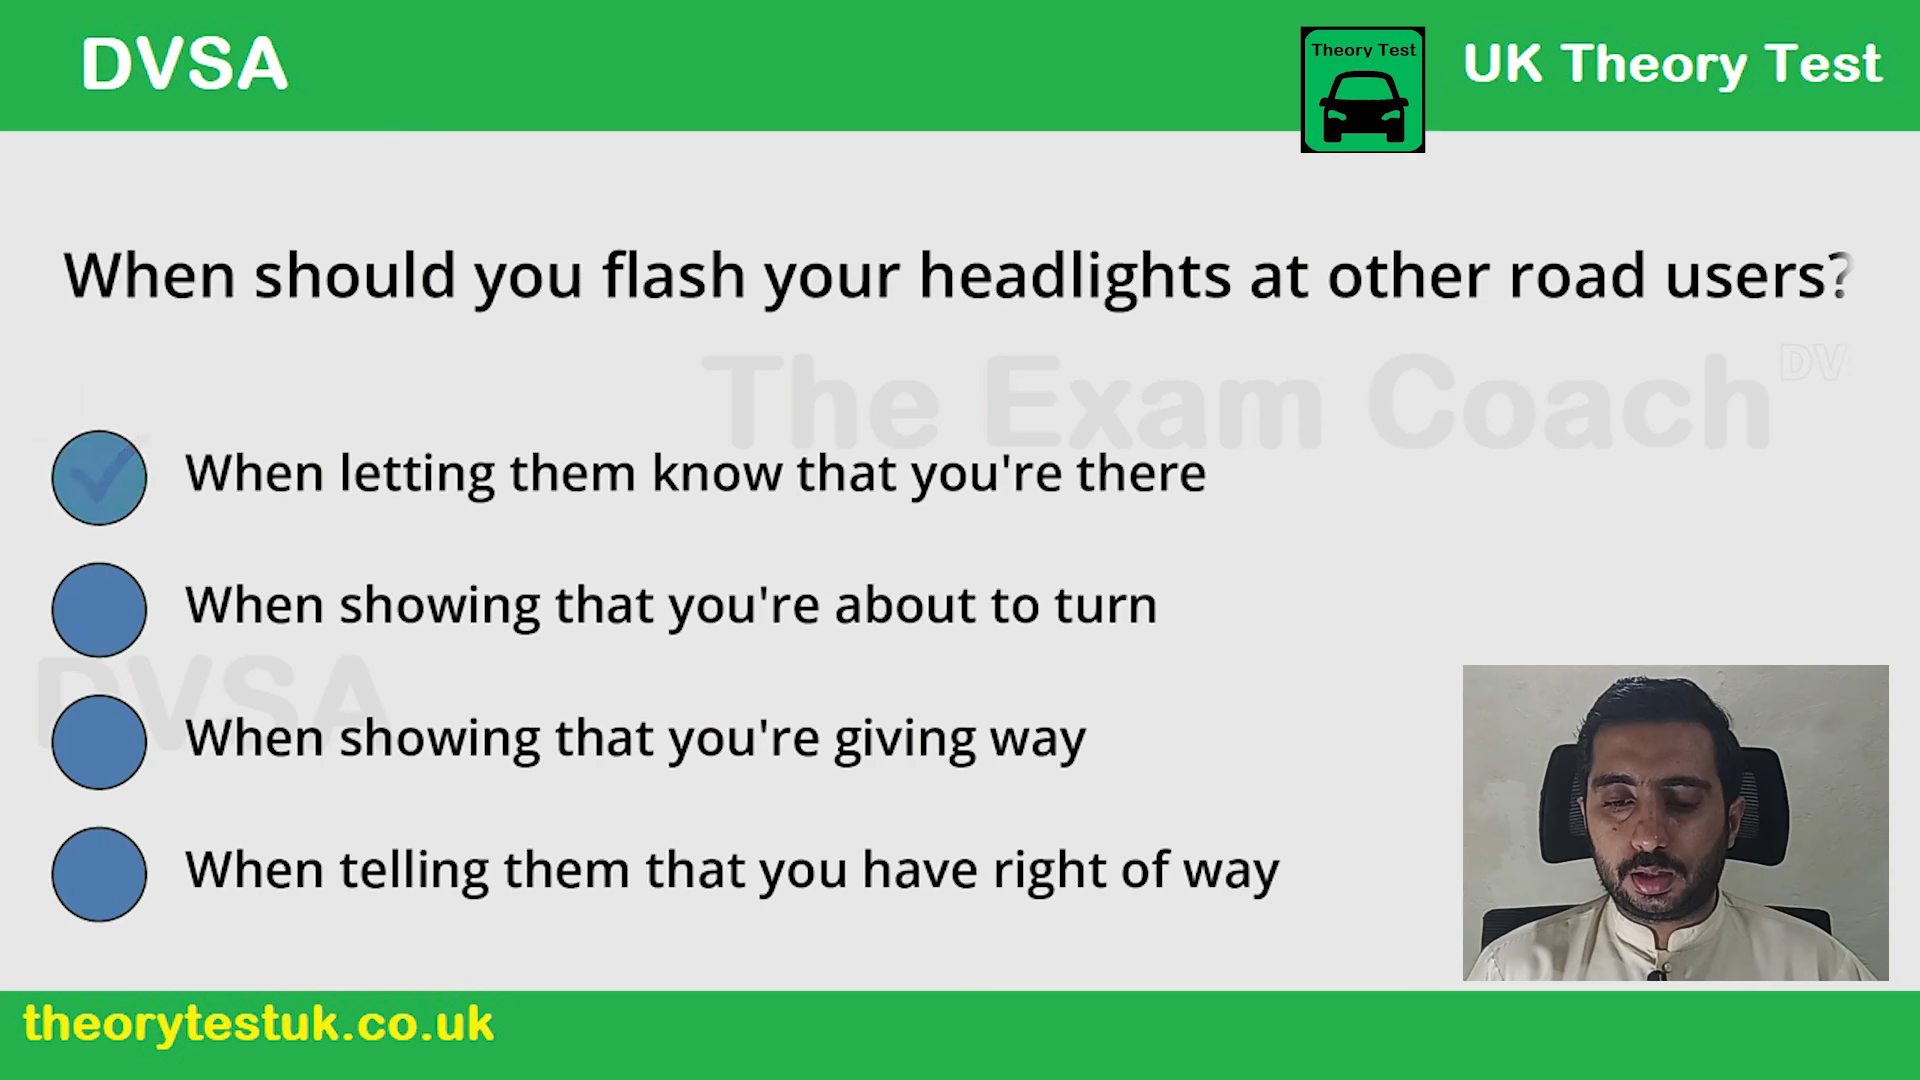 DVSA
Theory Test
UK Theory Test
When should you flash your headlights at other road users?
The Exam Coach
DV
When letting them know that you're there
When showing that you're about to turn
DVSA
When showing that you're giving way
When telling them that you have right of way
theorytestuk.co.uk